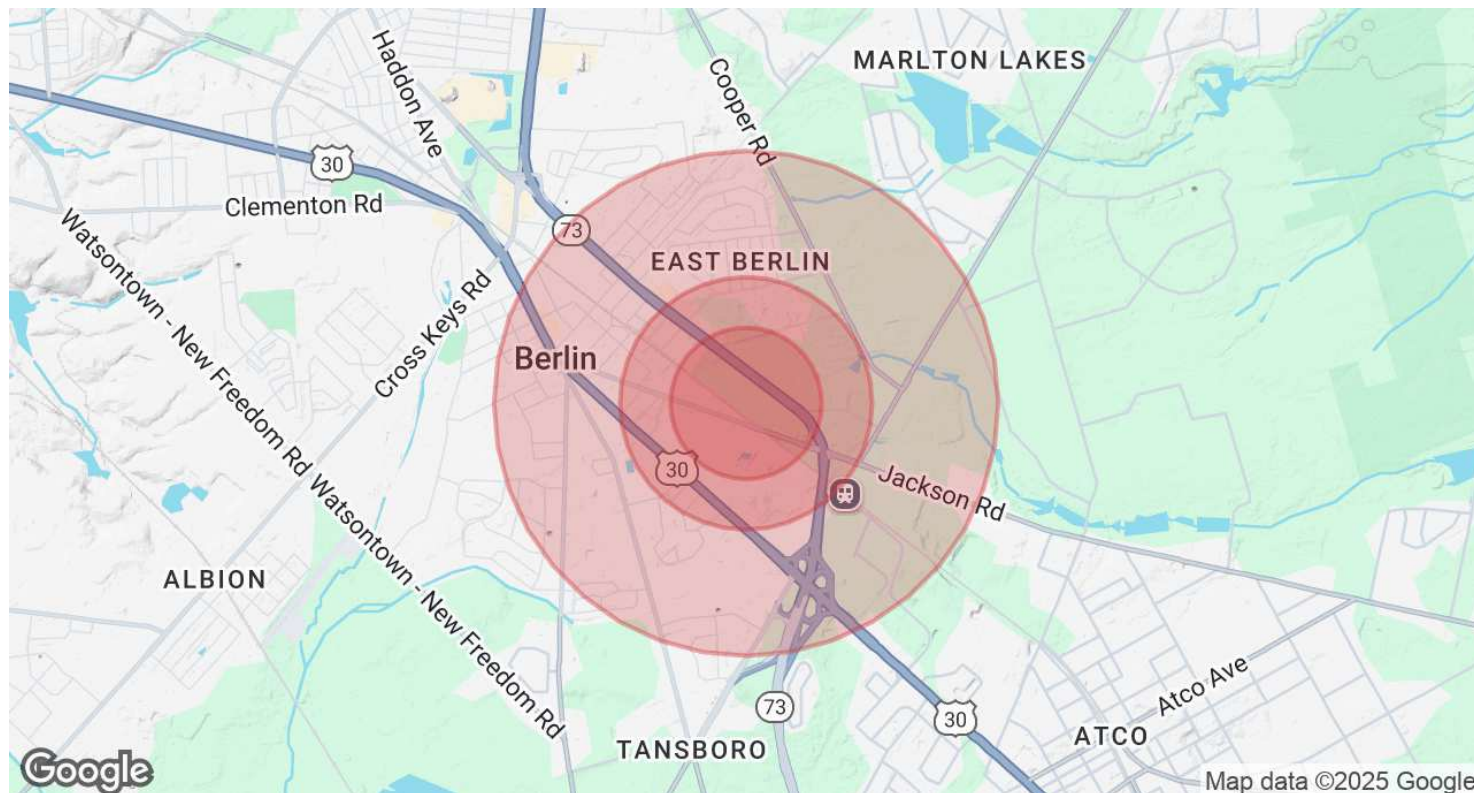 MARLTON LAKES
Haddon Ave
Cooper Rd
30
Clementon Rd
73
EAST BERLIN
Watsontown - New Freedom Rd
Cross Keys Rd
Berlin
30
Jackson Rd
Watsontown - New Freedom Rd
ALBION
Atco Ave
73
30
ATCO
TANSBORO
Google
Map data ©2025 Google